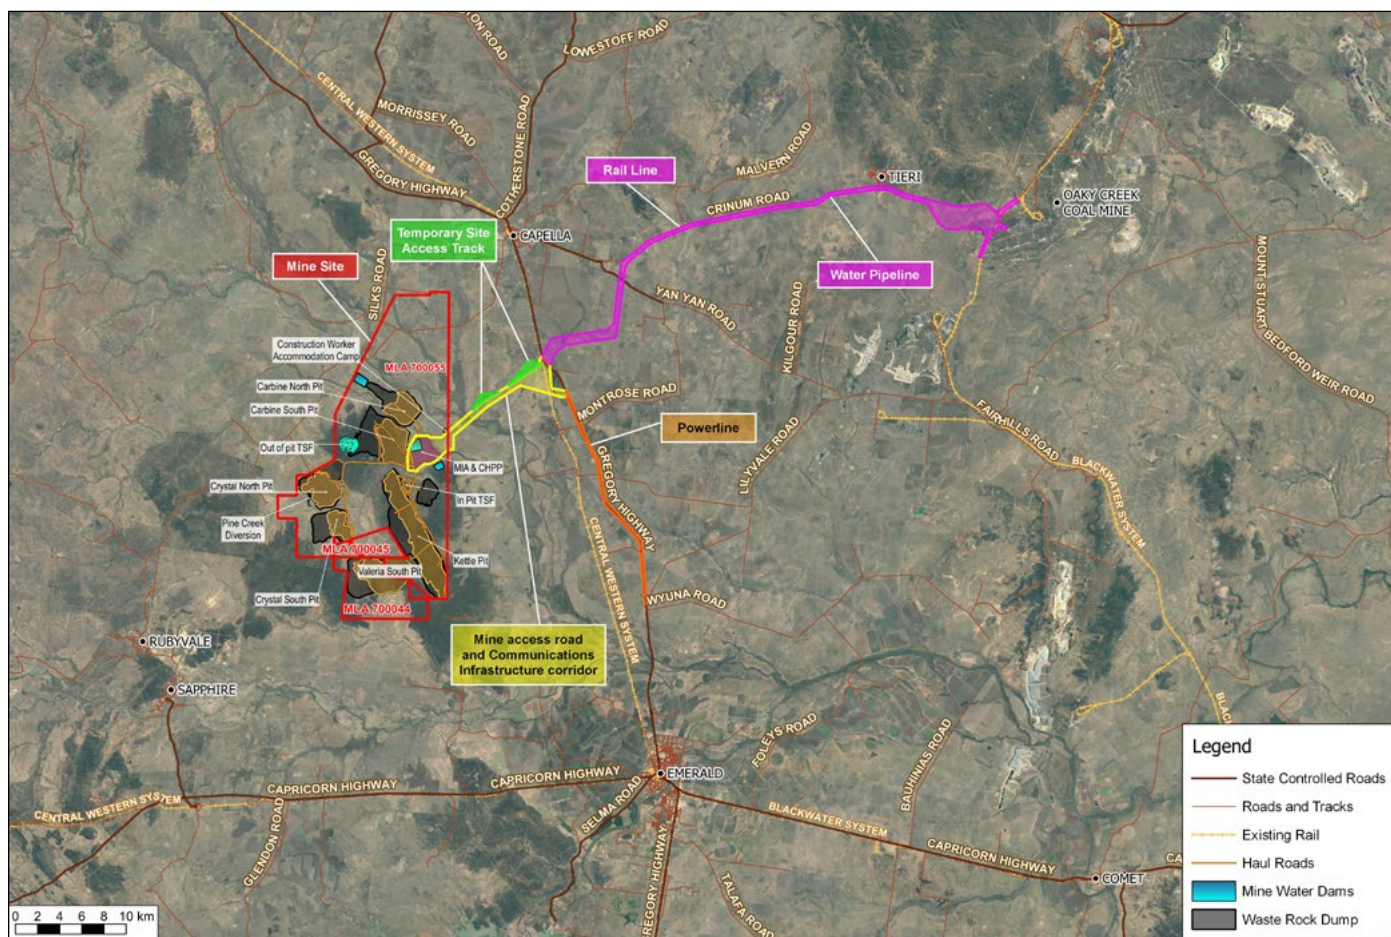 TON ROAD
LOWESTOFF ROAD
CENTRAL WESTERN SYSTEM
MORRISSEY ROAD
COTHERSTONE ROAD
GREGORY HIGHWAY
MALVERN ROAD
Rail Line
TIERI
CRINUM ROAD
OAKY CREEK
COAL MINE
Temporary Site
Access Track
CAPELLA
Mine Site
SILKS ROAD
Water Pipeline
YAN YAN ROAD
KILGOUR ROAD
MOUNT STUART
BEDFORD WEIR ROAD
Construction Worker
Accommodation Camp
MLA 700055
Carbine North Pit
Carbine South Pit
MONTROSE ROAD
Powerline
FAIRHILLS ROAD
Out of pit TSF
MIA & CHPP
LILYVALE ROAD
GREGORY HIGHWAY
BLACKWATER SYSTEM
Crystal North Pit
In Pit TSF
Pine Creek
Diversion
CENTRAL WESTERN SYSTEM
MLA 700045
Kettle Pit
Valeria South Pit
Crystal South Pit
MLA 700044
WYUNA ROAD
RUBYVALE
Mine access road
and Communications
Infrastructure corridor
SAPPHIRE
BLACK
FOLEYS ROAD
BAUHINIAS ROAD
EMERALD
CAPRICORN HIGHWAY
CAPRICORN HIGHWAY
CENTRAL WESTERN SYSTEM
SELMA ROAD
GLENDON ROAD
BLACKWATER SYSTEM
CAPRICORN HIGHWAY
CA
COMET
REGORY HIGHWAY
TALAFA ROAD
0 2 4 6 8 10 km
Legend
State Controlled Roads
Roads and Tracks
Existing Rail
Haul Roads
Mine Water Dams
Waste Rock Dump